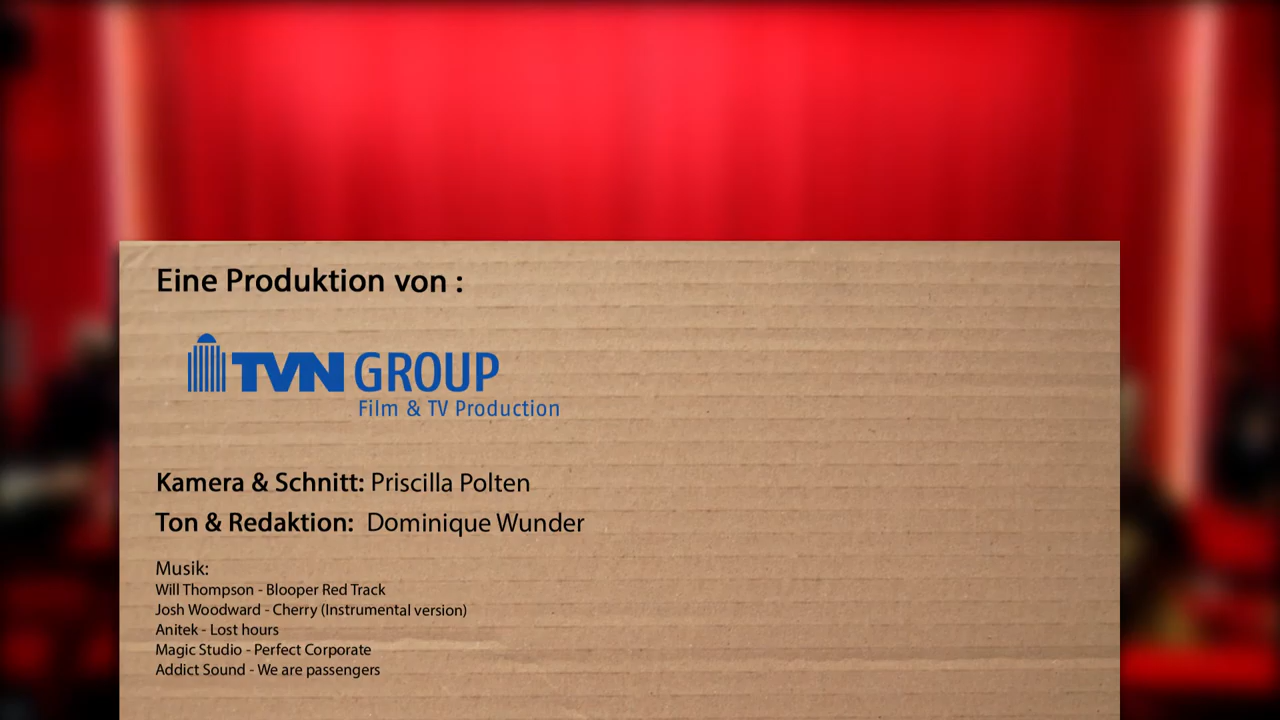 Eine Produktion von :
TVN GROUP
Film & TV Production
Kamera & Schnitt: Priscilla Polten
Ton & Redaktion: Dominique Wunder
Musik:
Will Thompson - Blooper Red Track
Josh Woodward - Cherry (Instrumental version)
Anitek - Lost hours
Magic Studio - Perfect Corporate
Addict Sound - We are passengers